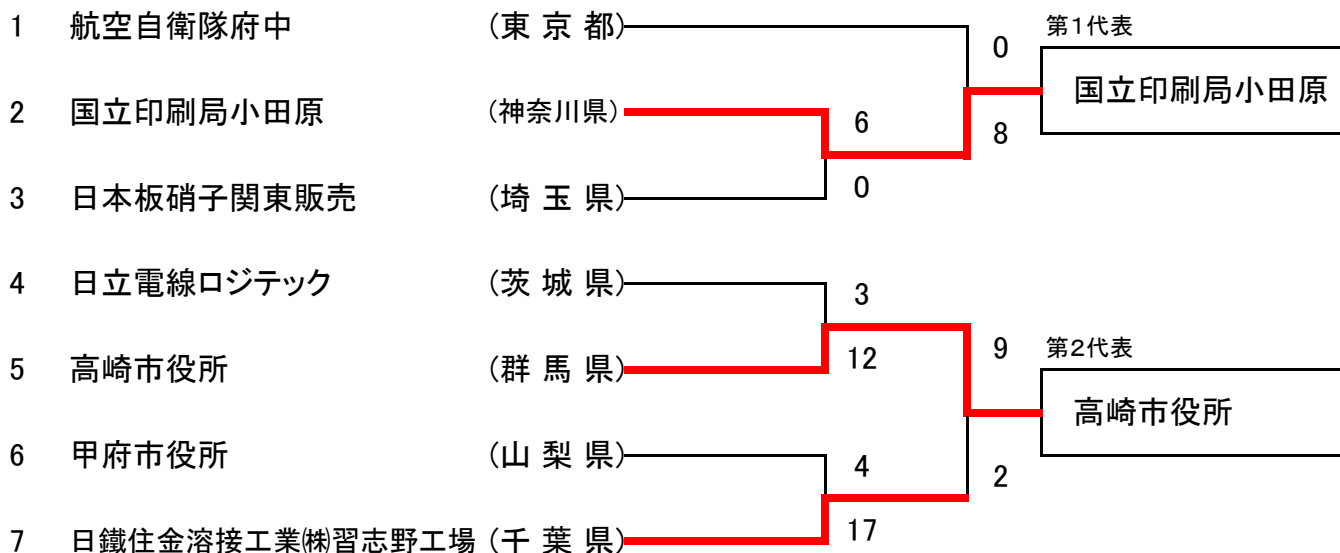 1 航空自衛隊府中 (東 京 都) 0 第1代表
国立印刷局小田原
2 国立印刷局小田原 (神奈川県) 6 8
3 日本板硝子関東販売 (埼 玉 県) 0
4 日立電線ロジテック (茨 城 県) 3
9 第2代表
5 高崎市役所 (群 馬 県) 12
高崎市役所
6 甲府市役所 (山 梨 県) 4 2
7 日鐵住金溶接工業㈱習志野工場 (千 葉 県) 17